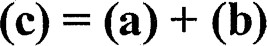 (c) = (a) + (b)